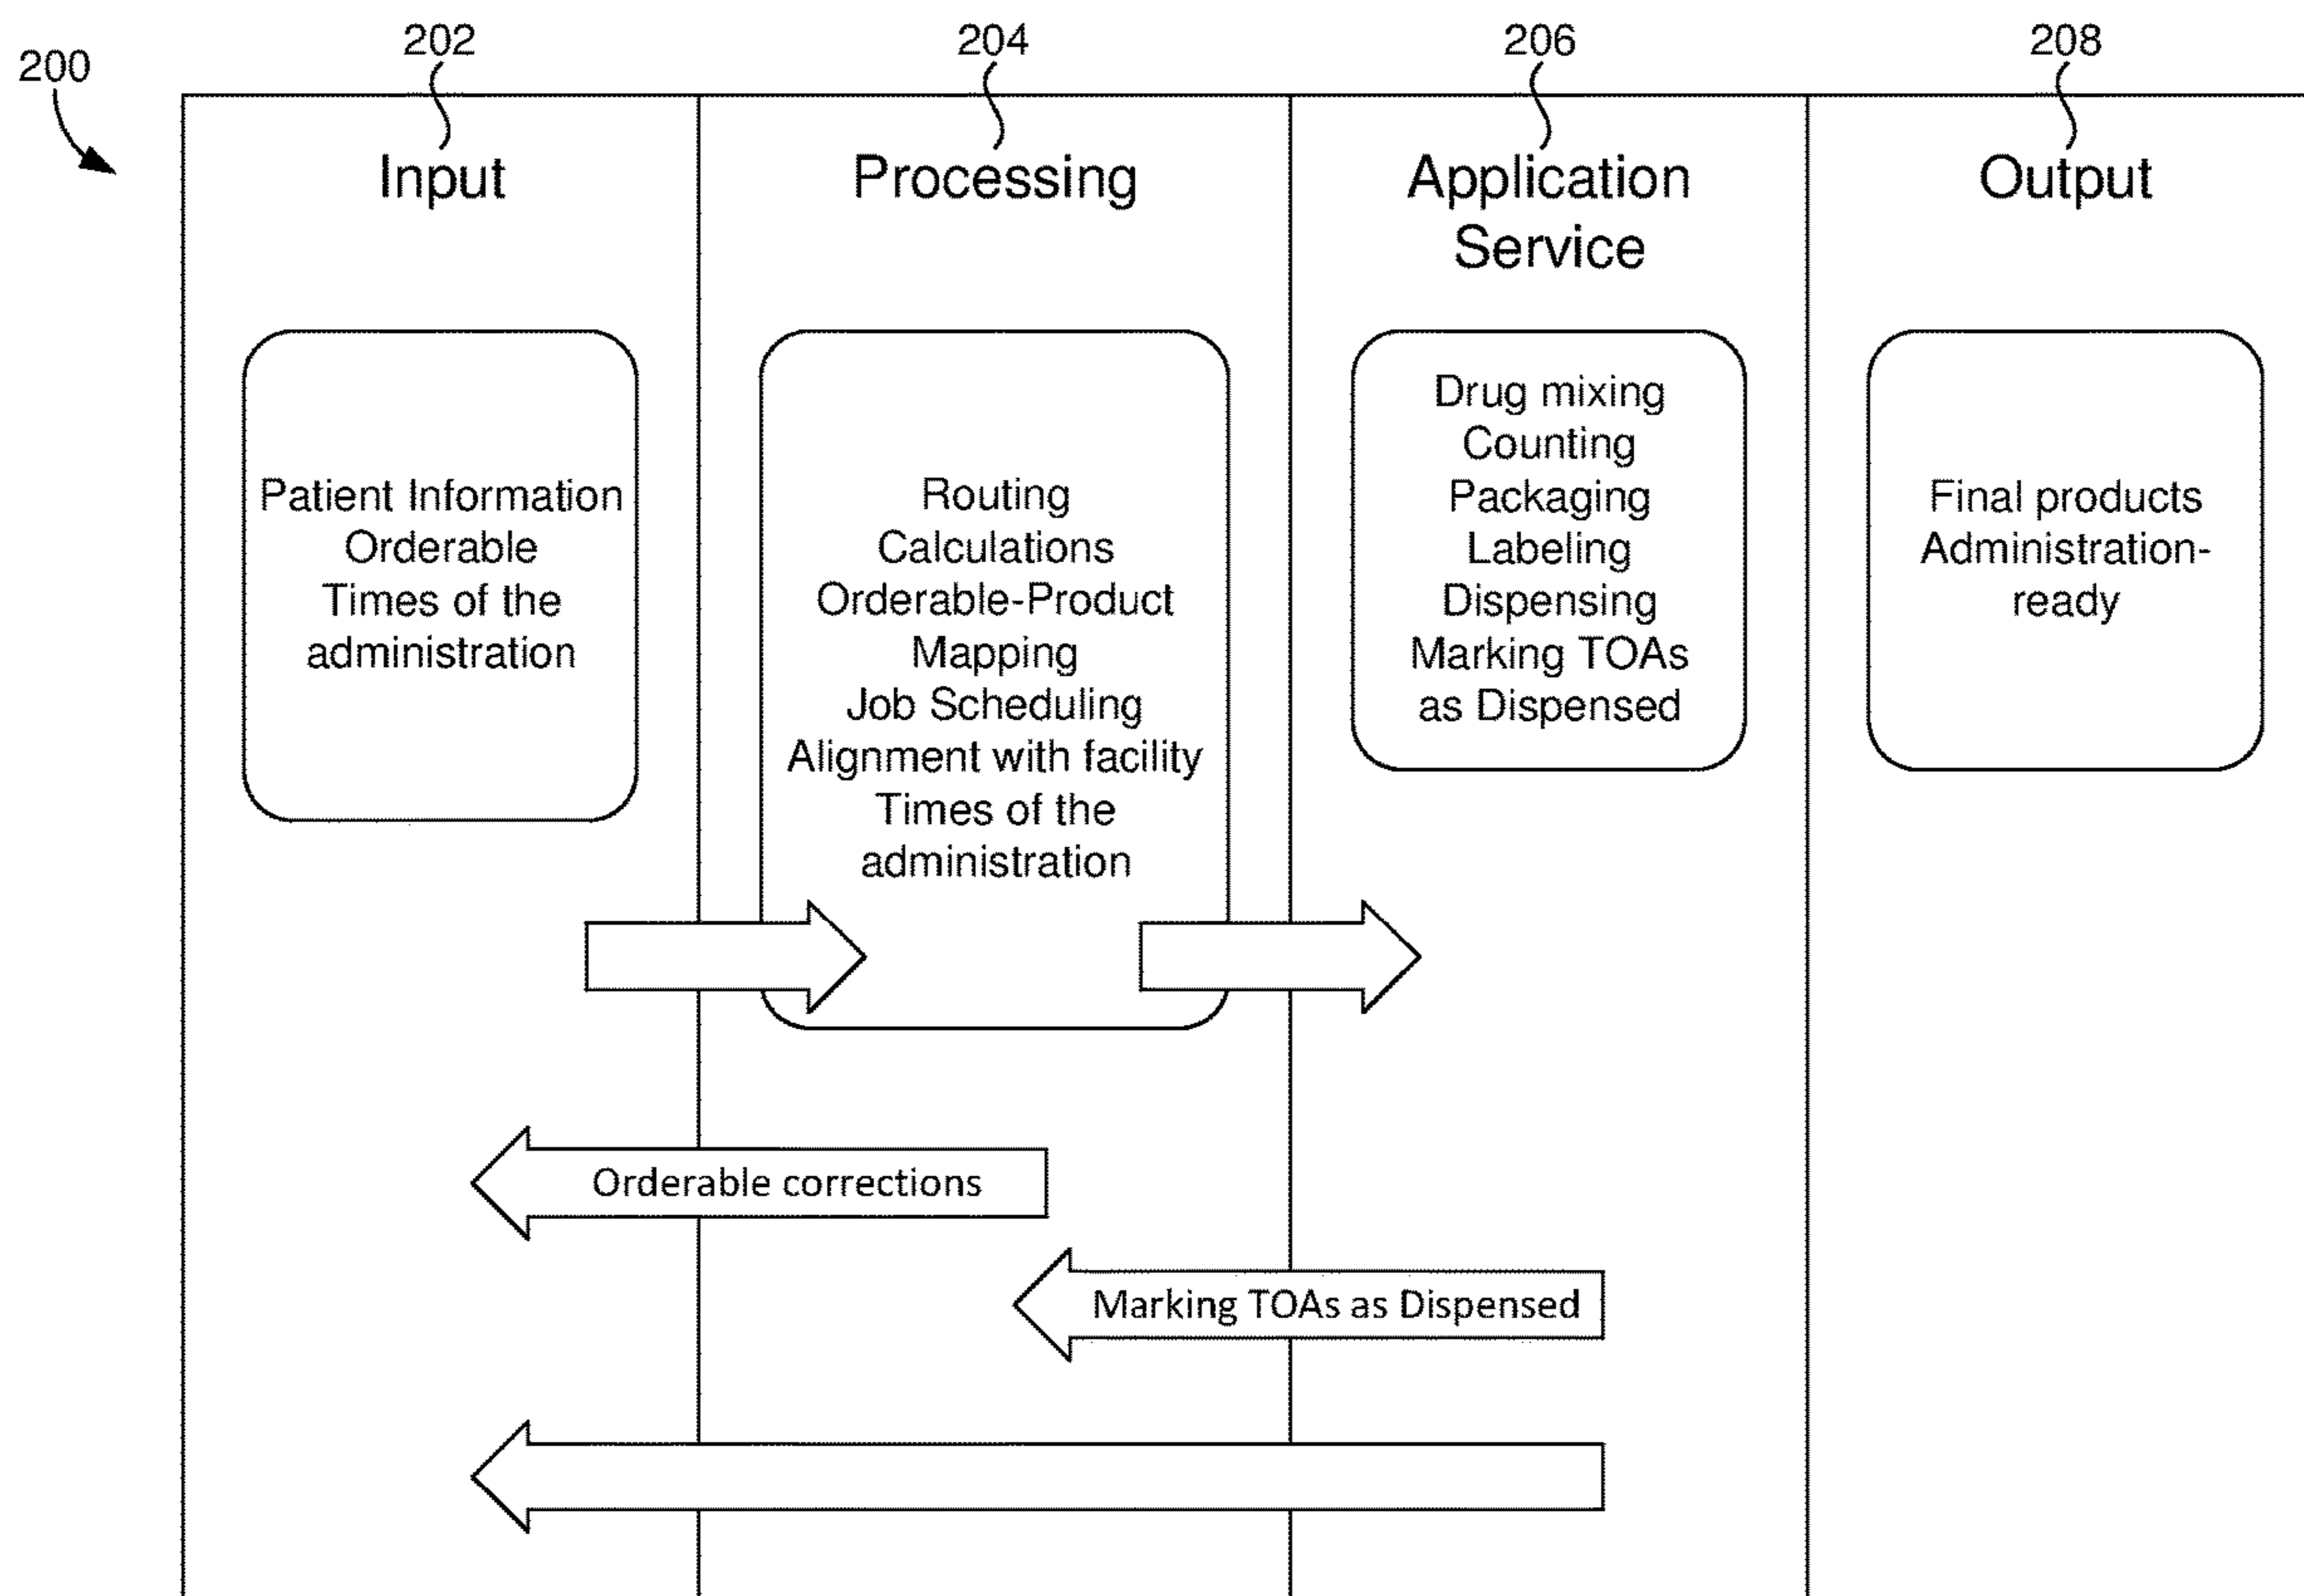 200
202
204
206
208
Input
Processing
Application
Service
Output
Patient Information
Orderable
Times of the
administration
Routing
Calculations
Orderable-Product
Mapping
Job Scheduling
Alignment with facility
Times of the
administration
Drug mixing
Counting
Packaging
Labeling
Dispensing
Marking TOAs
as Dispensed
Final products
Administration-
ready
Orderable corrections
Marking TOAs as Dispensed